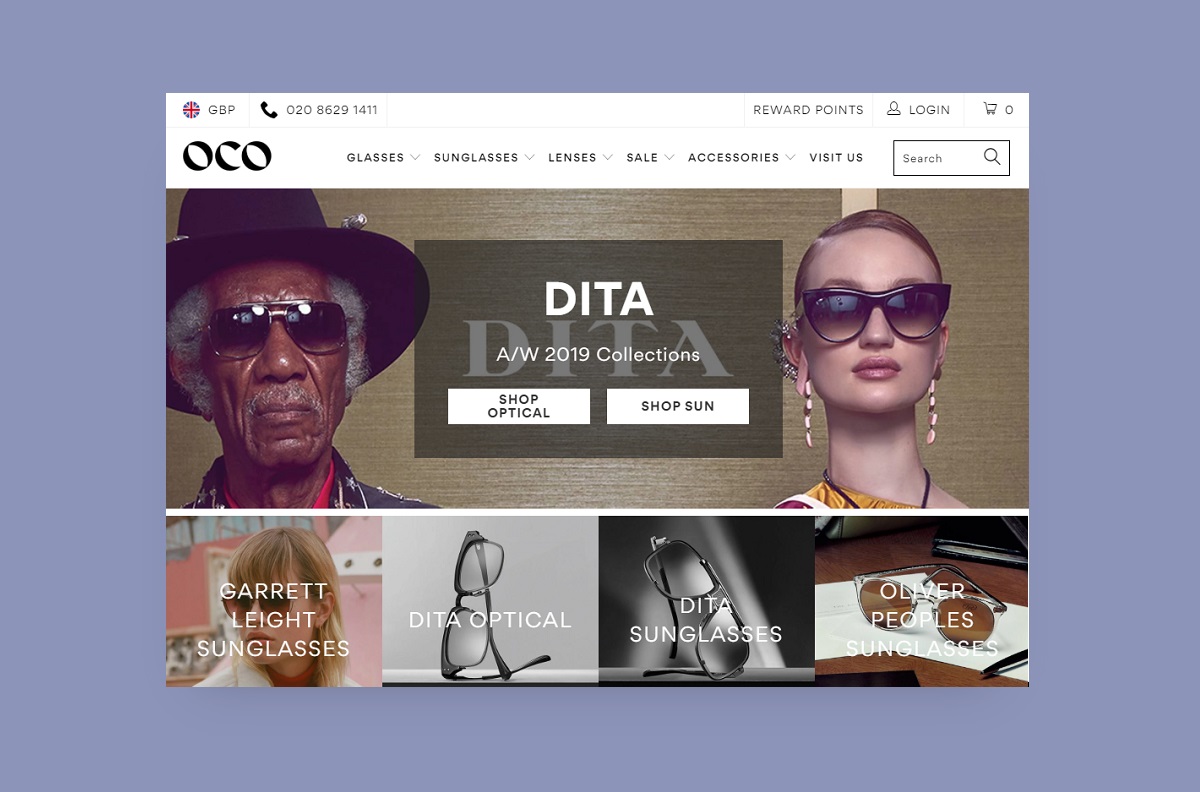 GBP
020 8629 1411
REWARD POINTS
LOGIN
0
OCO
GLASSES
SUNGLASSES
LENSES
SALE
ACCESSORIES
VISIT US
Search
DITA
DITA
A/W 2019 Collections
SHOP
OPTICAL
SHOP SUN
GARRETT
LEIGHT
SUNGLASSES
DITA OPTICAL
DITA
SUNGLASSES
OLIVER
PEOPLES
SUNGLASSES